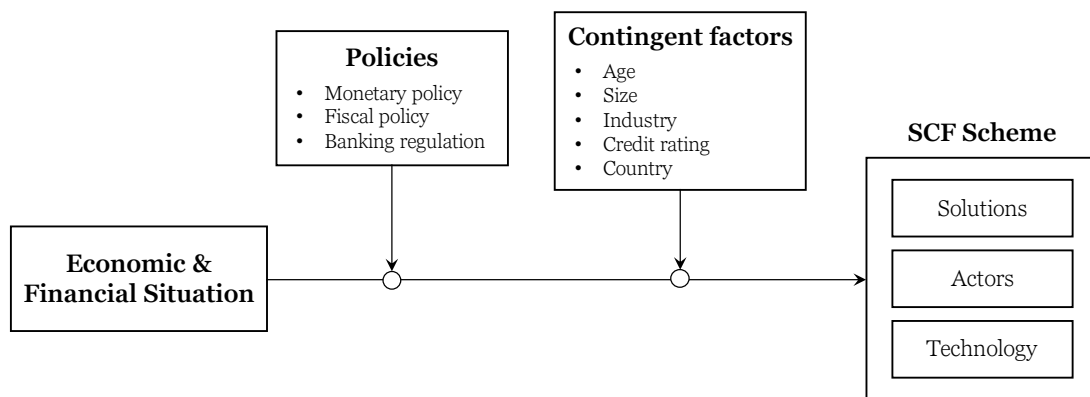 Policies
• Monetary policy
• Fiscal policy
• Banking regulation
Contingent factors
• Age
• Size
• Industry
• Credit rating
• Country
SCF Scheme
Solutions
Actors
Technology
Economic &
Financial Situation